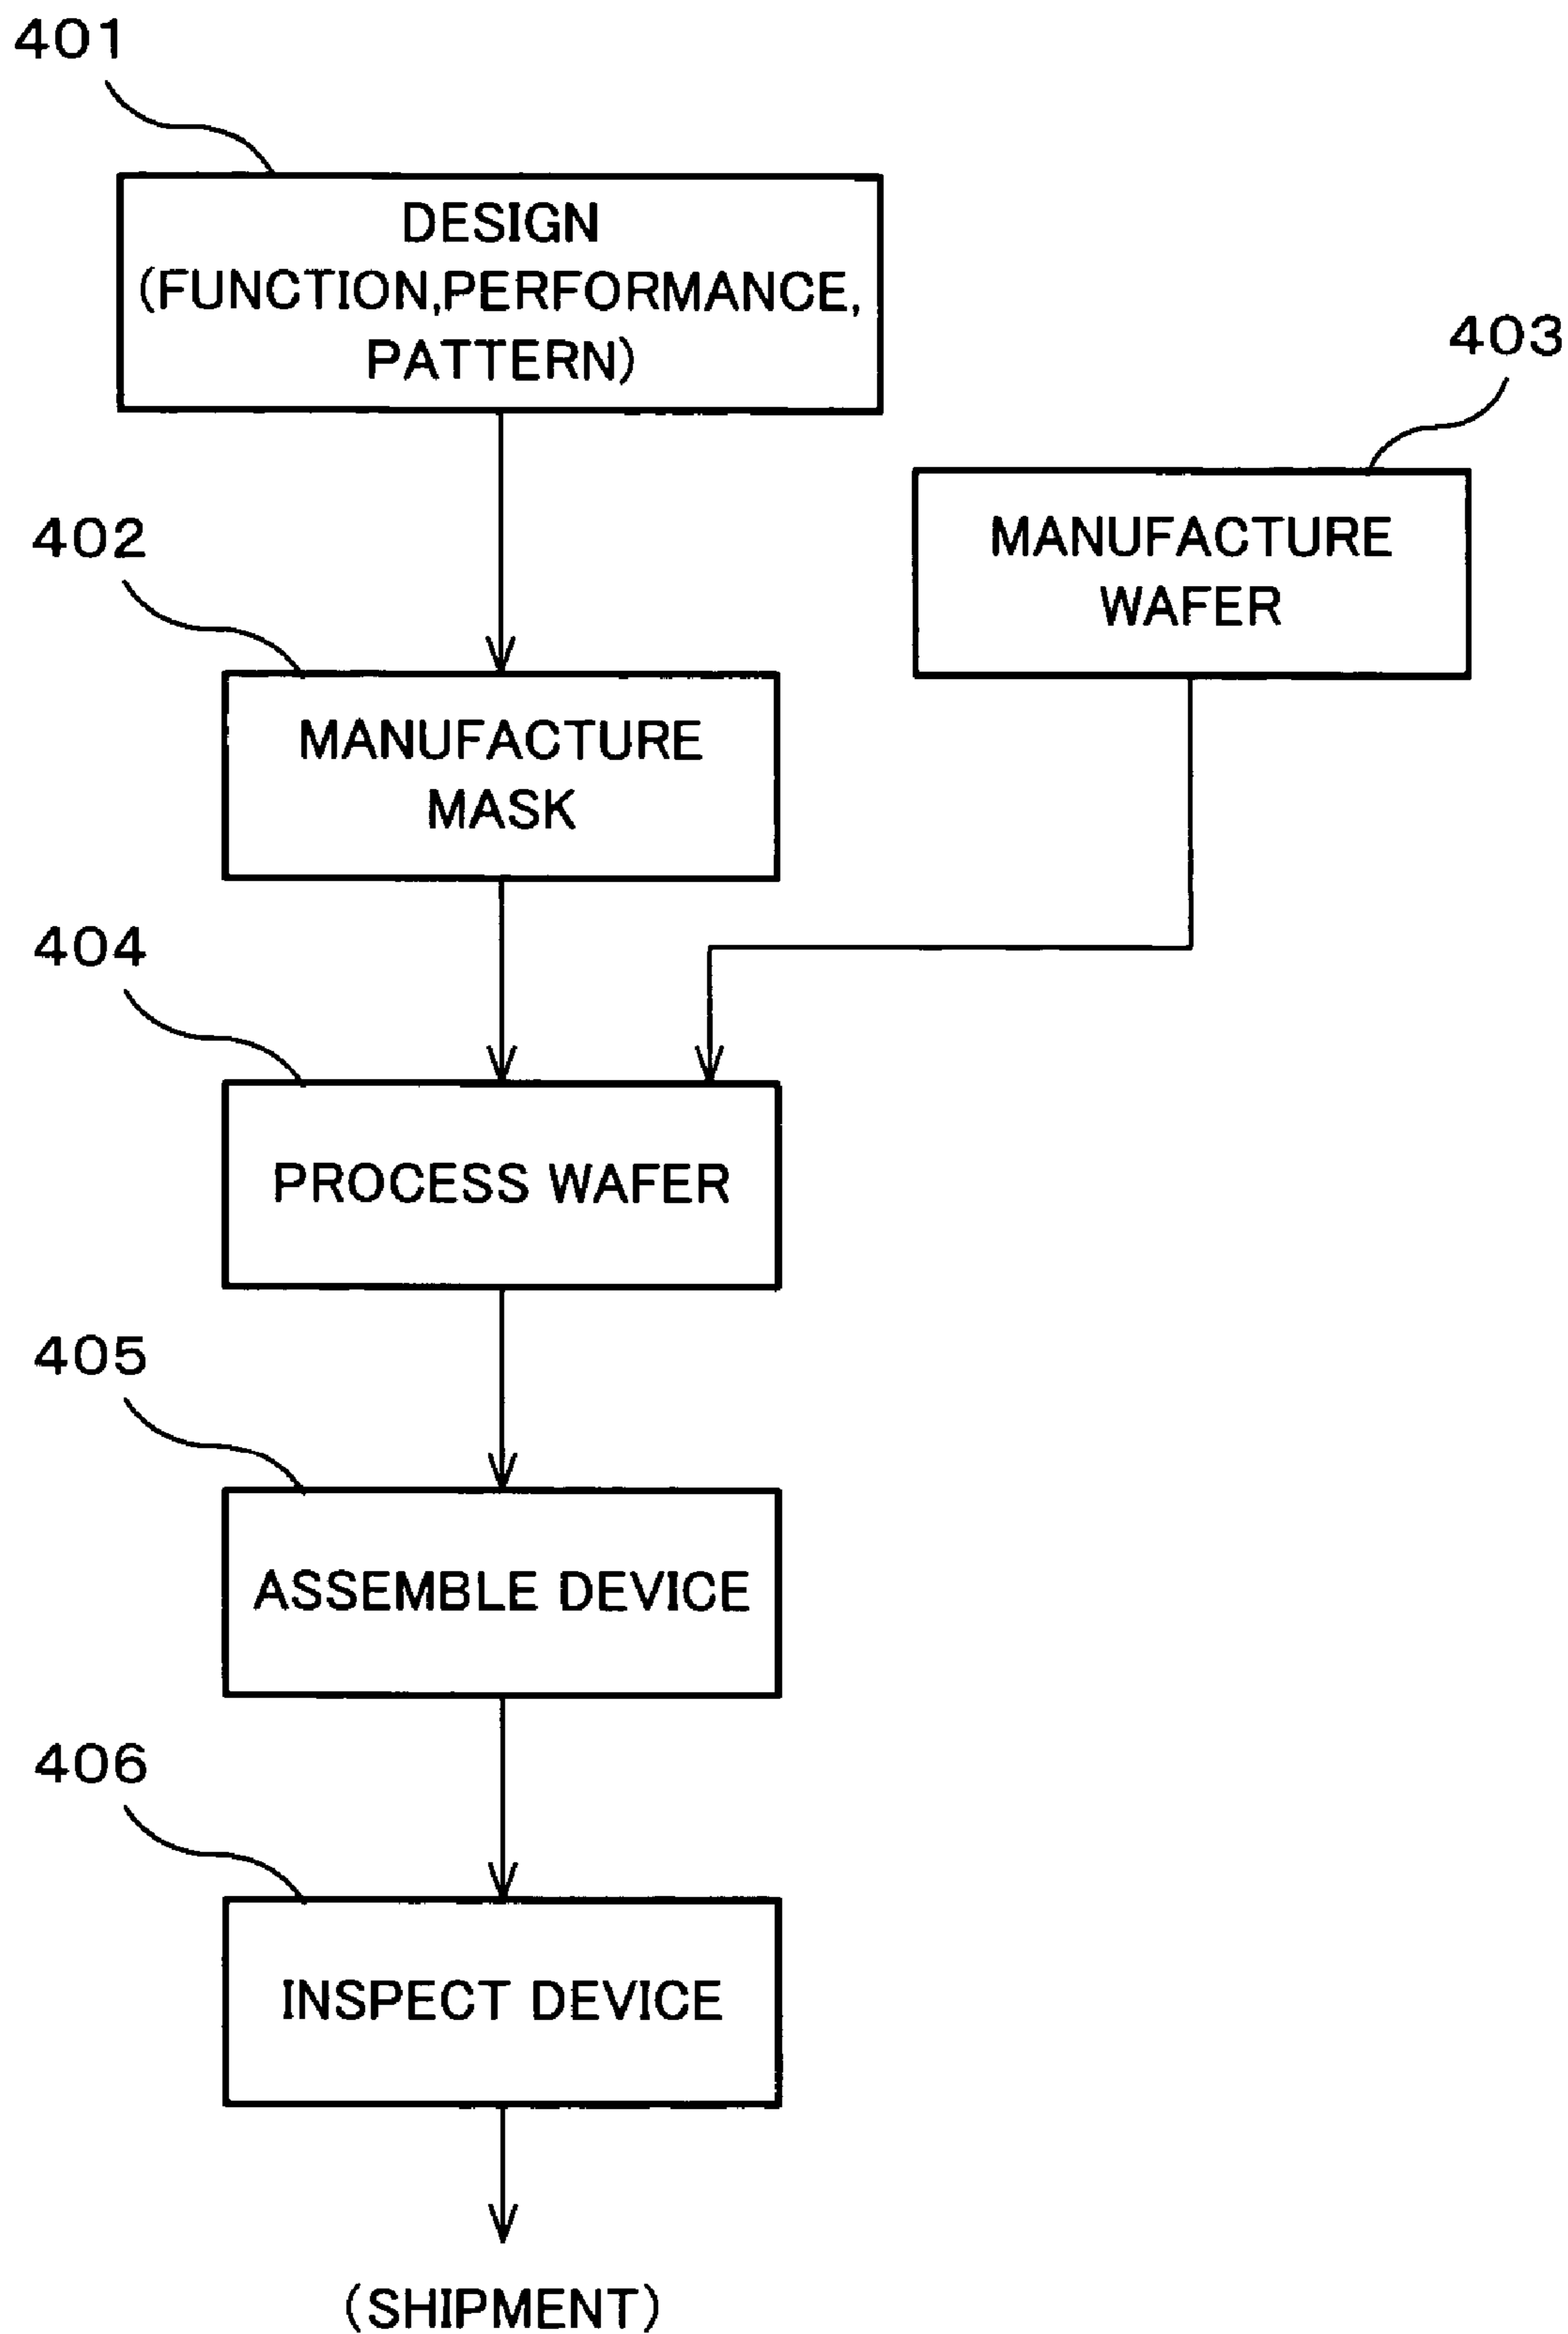 401
DESIGN
(FUNCTION,PERFORMANCE,
PATTERN)
403
MANUFACTURE
WAFER
402
MANUFACTURE
MASK
404
PROCESS WAFER
405
ASSEMBLE DEVICE
406
INSPECT DEVICE
(SHIPMENT)